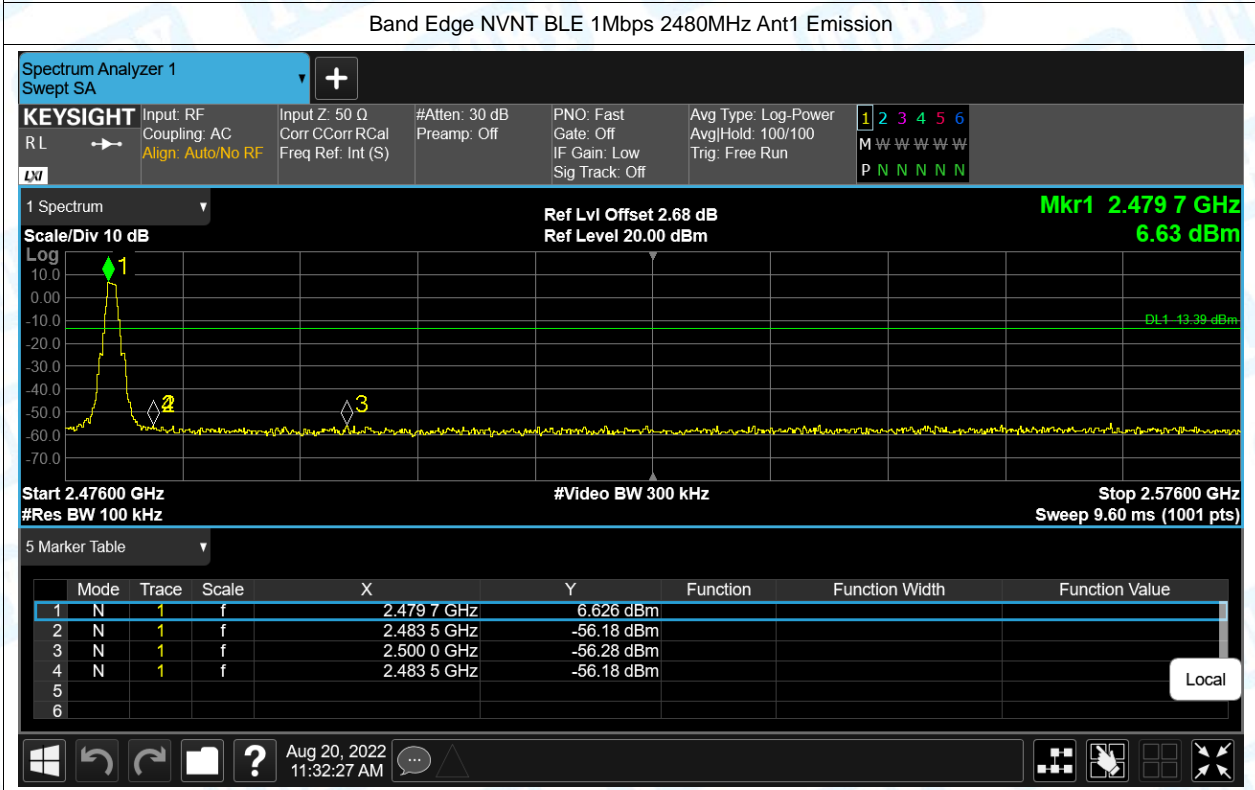 Band Edge NVNT BLE 1Mbps 2480MHz Ant1 Emission
Spectrum Analyzer 1
Swept SA
KEYSIGHT
RL
LXI
Input: RF
Coupling: AC
Align: Auto/No RF
Input Z: 50 Ω
Corr CCorr RCal
Freq Ref: Int (S)
#Atten: 30 dB
Preamp: Off
PNO: Fast
Gate: Off
IF Gain: Low
Sig Track: Off
Avg Type: Log-Power
Avg|Hold: 100/100
Trig: Free Run
1 2 3 4 5 6
M W W W W W
P N N N N N
1 Spectrum
Scale/Div 10 dB
Ref Lvl Offset 2.68 dB
Ref Level 20.00 dBm
Mkr1 2.479 7 GHz
6.63 dBm
Log
10.0
0.00
-10.0
-20.0
-30.0
-40.0
-50.0
-60.0
-70.0
1
3
DL1 -13.39 dBm
Start 2.47600 GHz
#Video BW 300 kHz
Stop 2.57600 GHz
#Res BW 100 kHz
Sweep 9.60 ms (1001 pts)
5 Marker Table
Mode Trace Scale X Y Function Function Width Function Value
1 N 1 f 2.479 7 GHz 6.626 dBm
2 N 1 f 2.483 5 GHz -56.18 dBm
3 N 1 f 2.500 0 GHz -56.28 dBm
4 N 1 f 2.483 5 GHz -56.18 dBm
5
6
Local
?
Aug 20, 2022
11:32:27 AM